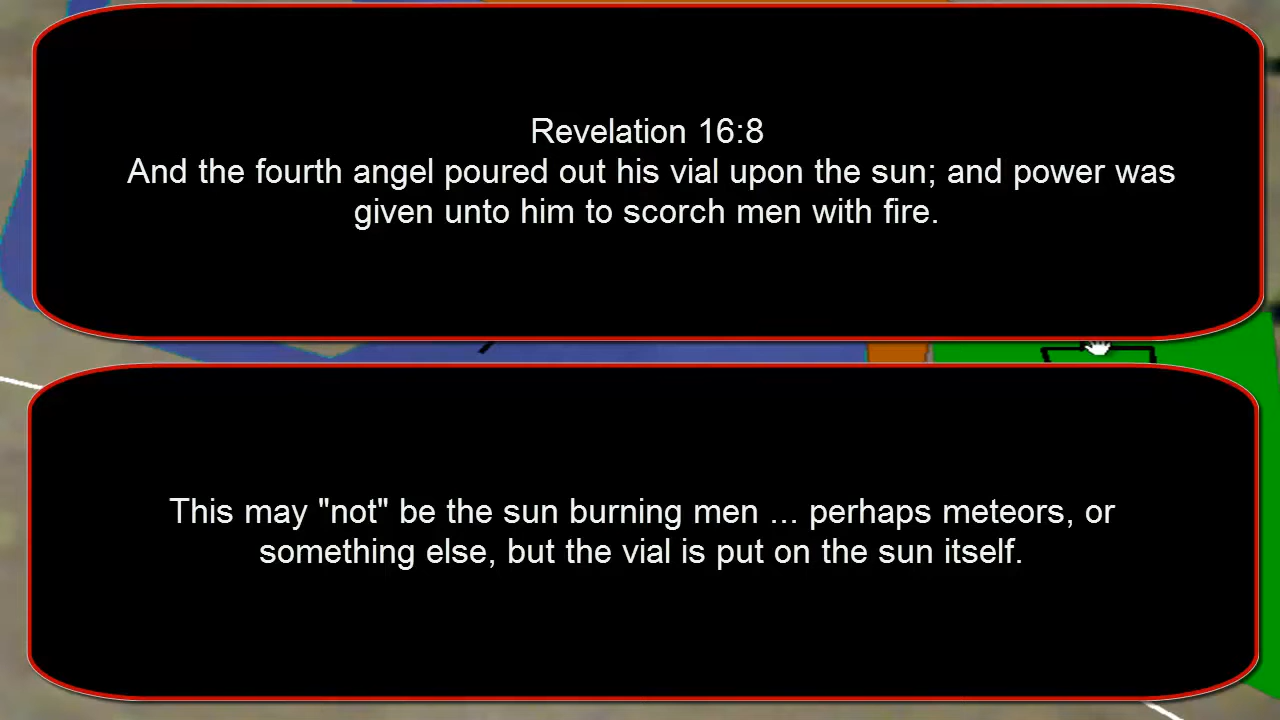 Revelation 16:8
And the fourth angel poured out his vial upon the sun; and power was
given unto him to scorch men with fire.
This may "not" be the sun burning men ... perhaps meteors, or
something else, but the vial is put on the sun itself.